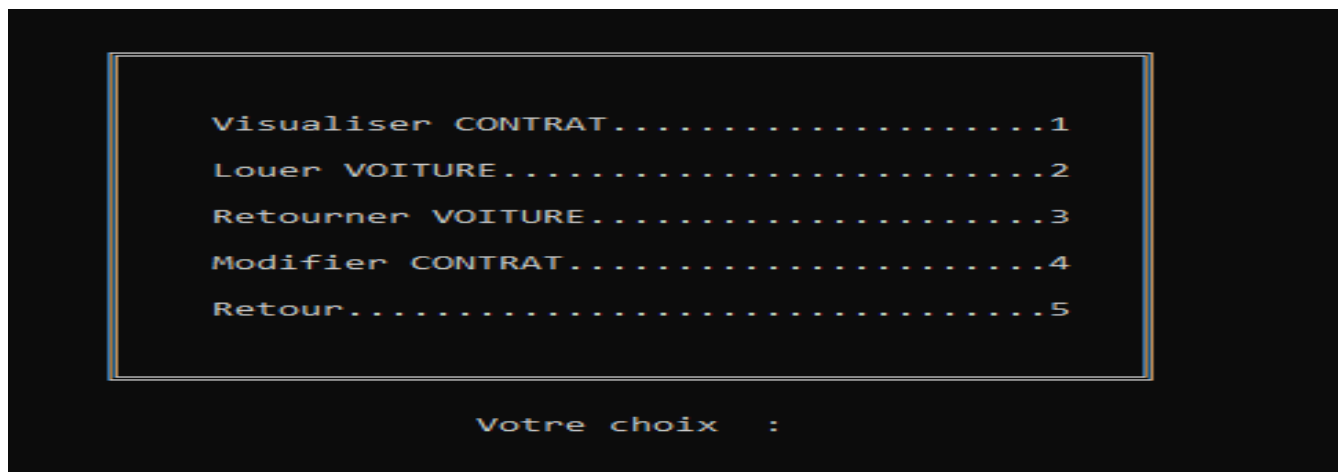 Visualiser CONTRAT....................1
Louer VOITURE.........................2
Retourner VOITURE.....................3
Modifier CONTRAT......................4
Retour................................5
Votre choix :